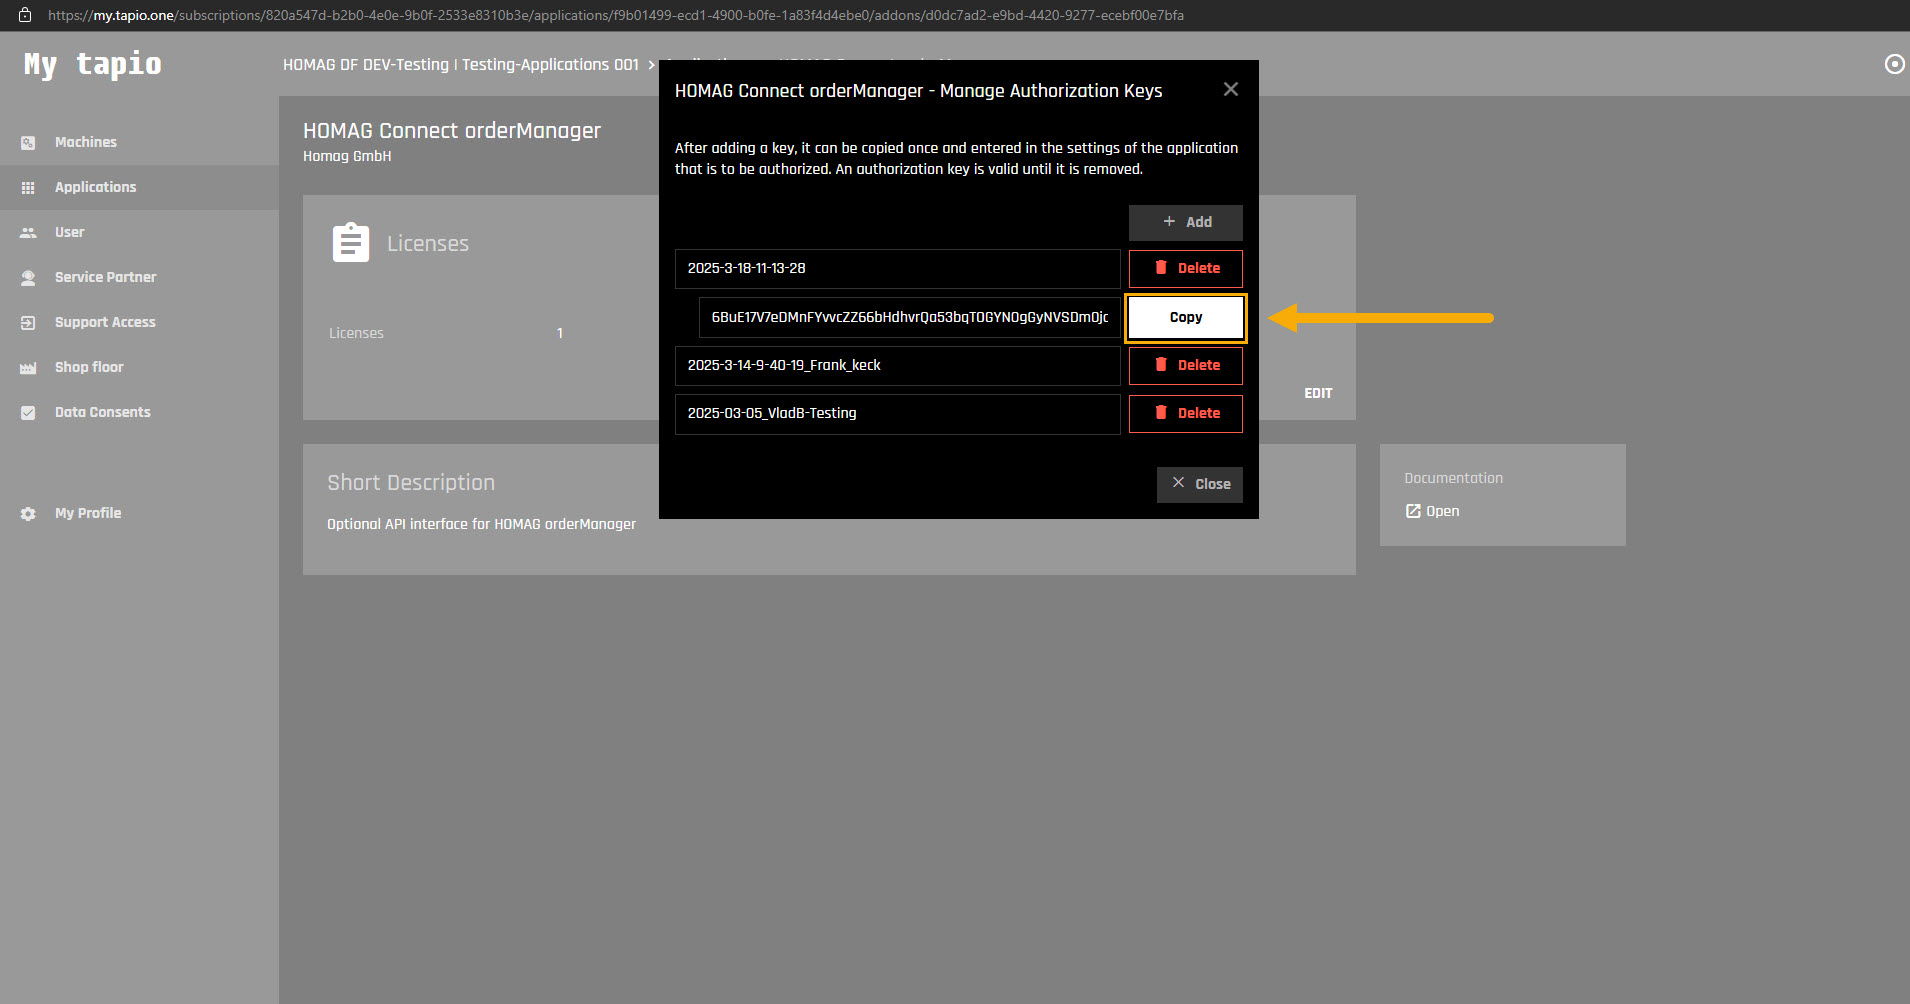 https://my.tapio.one/subscriptions/820a547d-b2b0-4e0e-9b0f-2533e8310b3e/applications/f9b01499-ecd1-4900-b0fe-1a83f4d4ebe0/addons/d0dc7ad2-e9bd-4420-9277-ecebf00e7bfa
My tapio
HOMAG DF DEV-Testing | Testing-Applications 001 >
Machines
Applications
User
Service Partner
Support Access
Shop floor
Data Consents
My Profile
HOMAG Connect orderManager
Homag GmbH
Licenses
Licenses 1
EDIT
Short Description
Optional API interface for HOMAG orderManager
Documentation
Open
HOMAG Connect orderManager - Manage Authorization Keys
After adding a key, it can be copied once and entered in the settings of the application
that is to be authorized. An authorization key is valid until it is removed.
+ Add
2025-3-18-11-13-28 Delete
6BuE17V7eDMnFYvvcZZ66bHdhvrQa53bqTOGYNOgGyNVSDmOjc Copy
2025-3-14-9-40-19_Frank_keck Delete
2025-03-05_VladB-Testing Delete
Close